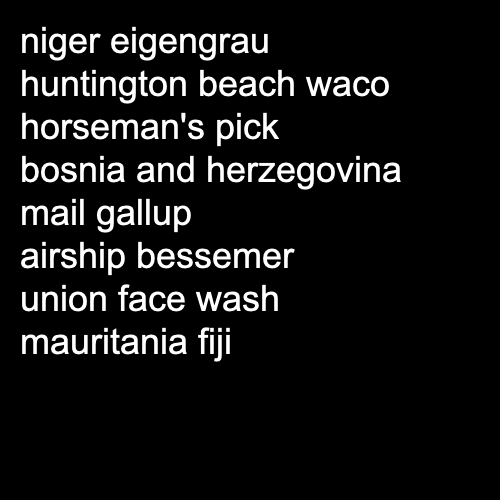 niger eigengrau
huntington beach waco
horseman's pick
bosnia and herzegovina
mail gallup
airship bessemer
union face wash
mauritania fiji